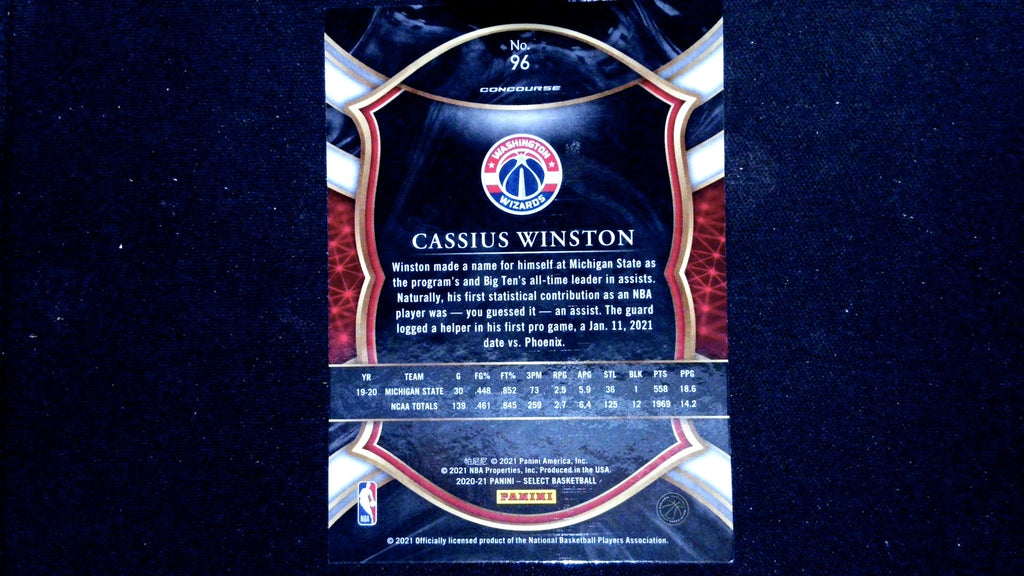 No.
96
CONCOURSE
WASHINGTON
WIZARDS
CASSIUS WINSTON
Winston made a name for himself at Michigan State as
the program's and Big Ten's all-time leader in assists.
Naturally, his first statistical contribution as an NBA
player was — you guessed it — an assist. The guard
logged a helper in his first pro game, a Jan. 11, 2021
date vs. Phoenix.
YR TEAM G FG% FT% 3PM RPG APG STL BLK PTS PPG
19-20 MICHIGAN STATE 30 .448 .852 73 2.5 5.9 36 1 558 18.6
NCAA TOTALS 139 .461 .845 259 2.7 6.4 125 12 1969 14.2
帕尼尼 © 2021 Panini America, Inc.
© 2021 NBA Properties, Inc. Produced in the USA.
2020-21 PANINI – SELECT BASKETBALL
PANINI
NBA
© 2021 Officially licensed product of the National Basketball Players Association.